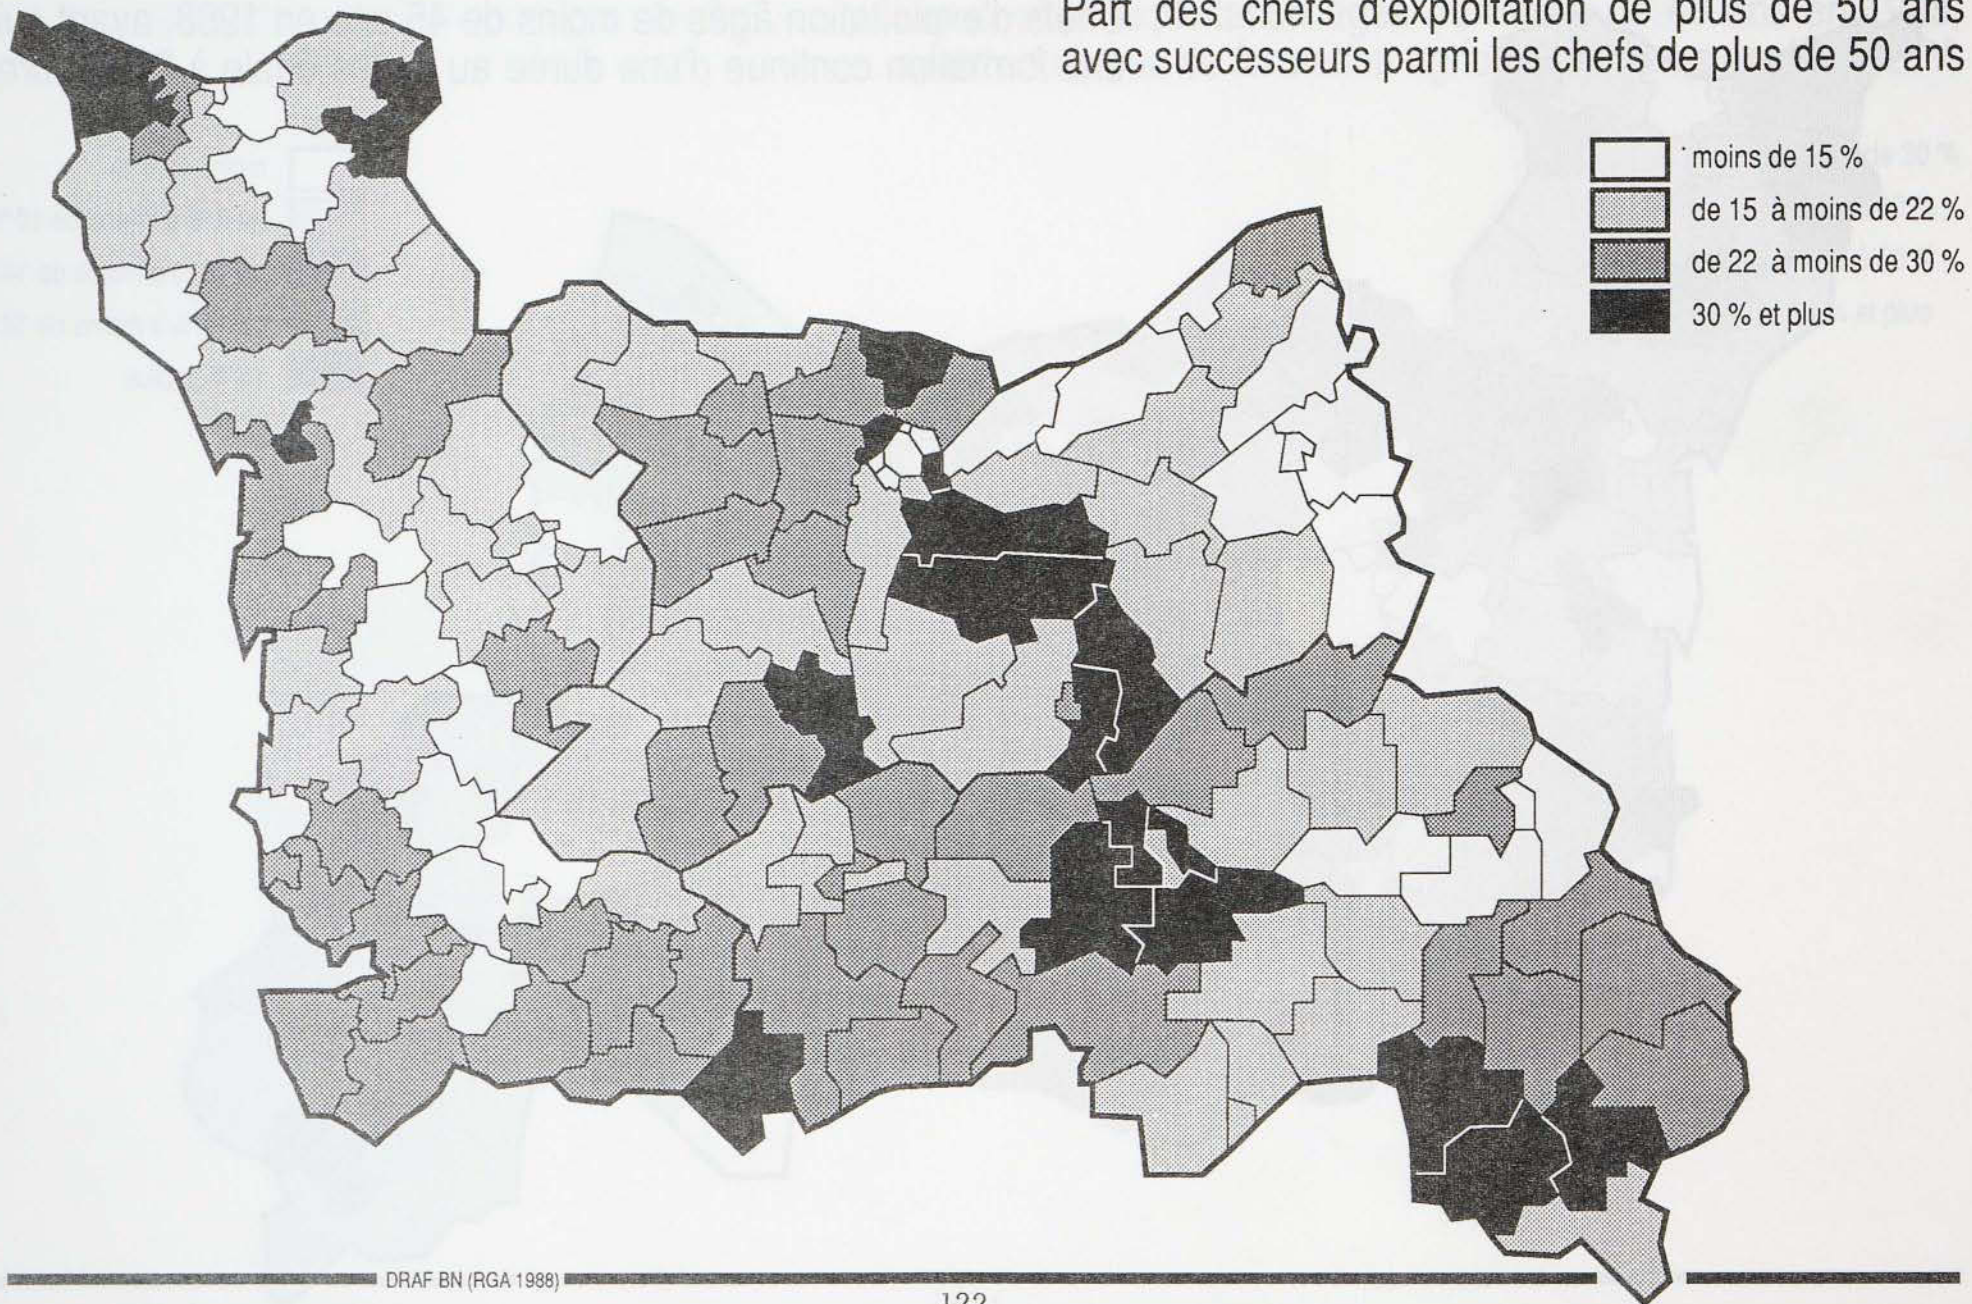 Part des chefs d'exploitation de plus de 50 ans
avec successeurs parmi les chefs de plus de 50 ans
moins de 15 %
de 15 à moins de 22 %
de 22 à moins de 30 %
30 % et plus
DRAF BN (RGA 1988)
122